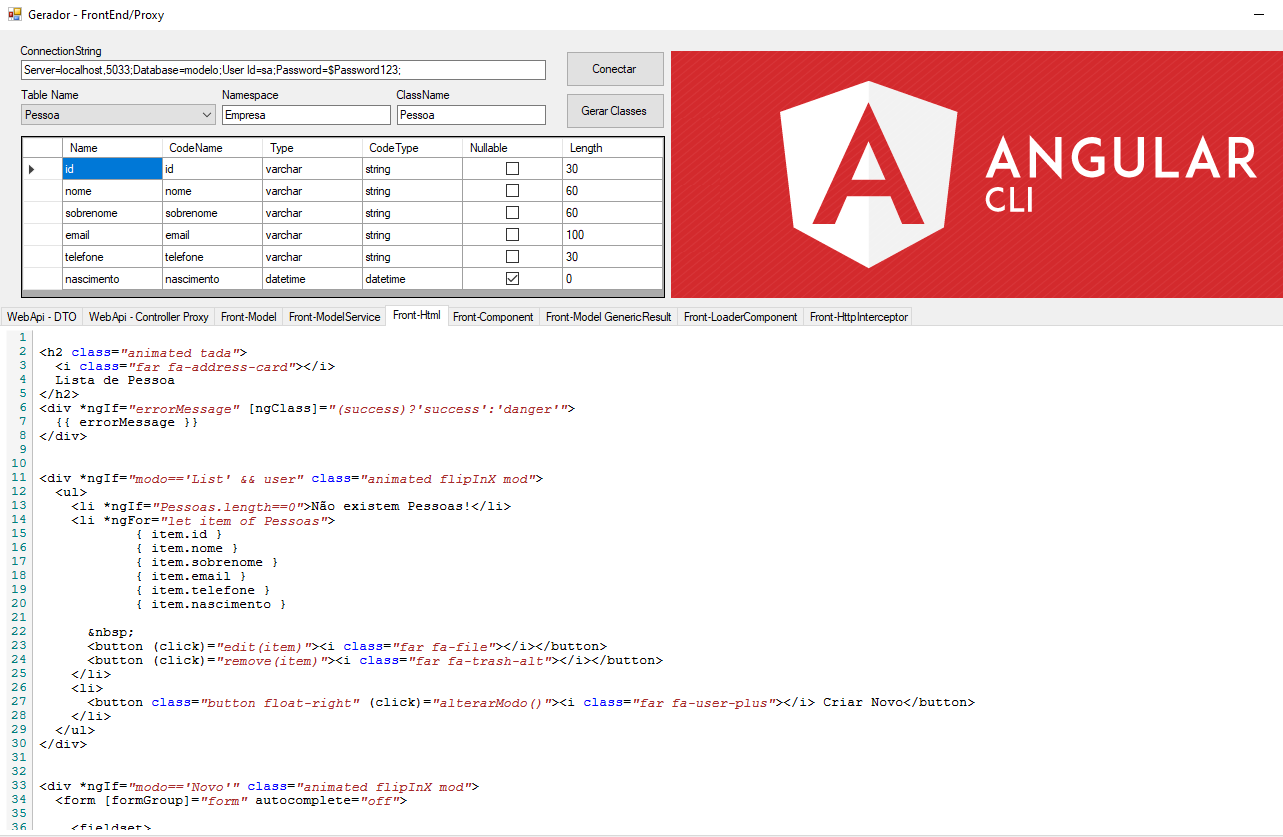 Gerador - FrontEnd/Proxy
ConnectionString
Server=localhost,5033;Database=modelo;User Id=sa;Password=$Password123;
Conectar
Table Name Namespace ClassName
Pessoa Empresa Pessoa
Gerar Classes
Name CodeName Type CodeType Nullable Length
id id varchar string 30
nome nome varchar string 60
sobrenome sobrenome varchar string 60
email email varchar string 100
telefone telefone varchar string 30
nascimento nascimento datetime datetime 0
ANGULAR
CLI
WebApi - DTO WebApi - Controller Proxy Front-Model Front-ModelService Front-Html Front-Component Front-Model GenericResult Front-LoaderComponent Front-HttpInterceptor
1
2 <h2 class="animated tada">
3 <i class="far fa-address-card"></i>
4 Lista de Pessoa
5 </h2>
6 <div *ngIf="errorMessage" [ngClass]="(success)?'success':'danger'">
7 {{ errorMessage }}
8 </div>
9
10
11 <div *ngIf="modo=='List' && user" class="animated flipInX mod">
12 <ul>
13 <li *ngIf="Pessoas.length==0">Não existem Pessoas!</li>
14 <li *ngFor="let item of Pessoas">
15 { item.id }
16 { item.nome }
17 { item.sobrenome }
18 { item.email }
19 { item.telefone }
20 { item.nascimento }
21
22 &nbsp;
23 <button (click)="edit(item)"><i class="far fa-file"></i></button>
24 <button (click)="remove(item)"><i class="far fa-trash-alt"></i></button>
25 </li>
26 <li>
27 <button class="button float-right" (click)="alterarModo()"><i class="far fa-user-plus"></i> Criar Novo</button>
28 </li>
29 </ul>
30 </div>
31
32
33 <div *ngIf="modo=='Novo'" class="animated flipInX mod">
34 <form [formGroup]="form" autocomplete="off">
35
36 <fieldset>